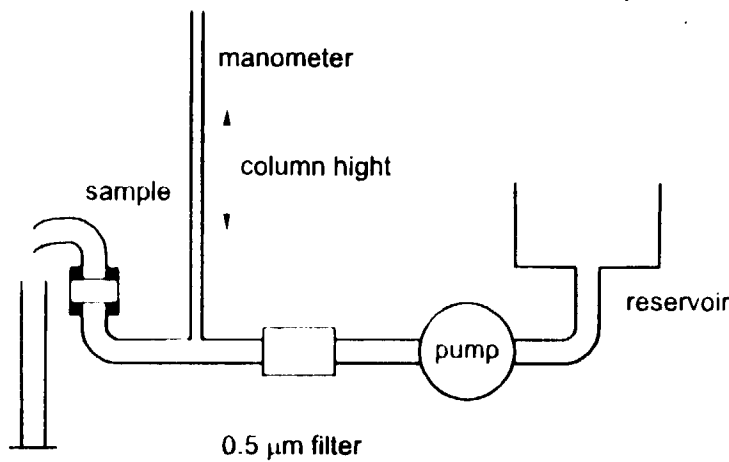 manometer
column hight
sample
reservoir
pump
0.5 μm filter